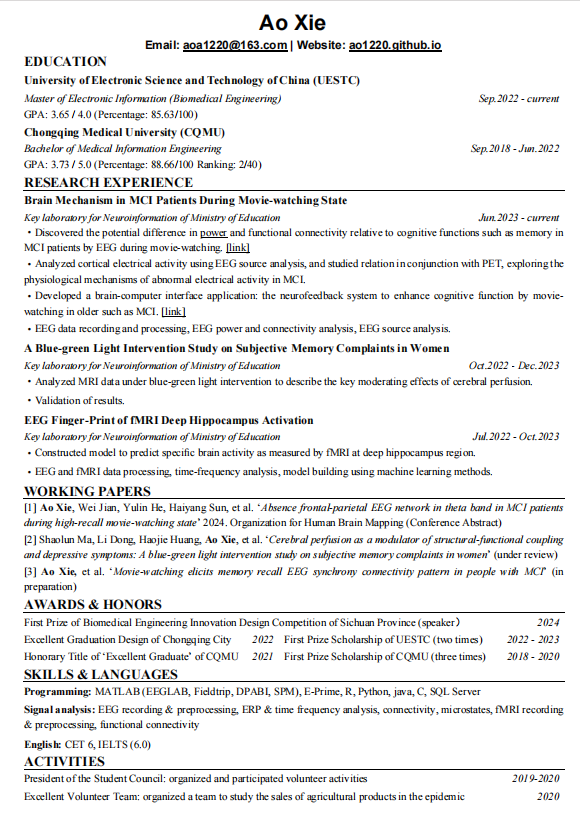 Ao Xie
Email: aoa1220@163.com | Website: ao1220.github.io
EDUCATION
University of Electronic Science and Technology of China (UESTC)
Master of Electronic Information (Biomedical Engineering) Sep.2022 - current
GPA: 3.65 / 4.0 (Percentage: 85.63/100)
Chongqing Medical University (CQMU)
Bachelor of Medical Information Engineering Sep.2018 - Jun.2022
GPA: 3.73 / 5.0 (Percentage: 88.66/100 Ranking: 2/40)
RESEARCH EXPERIENCE
Brain Mechanism in MCI Patients During Movie-watching State
Key laboratory for Neuroinformation of Ministry of Education Jun.2023 - current
• Discovered the potential difference in power and functional connectivity relative to cognitive functions such as memory in
MCI patients by EEG during movie-watching. [link]
• Analyzed cortical electrical activity using EEG source analysis, and studied relation in conjunction with PET, exploring the
physiological mechanisms of abnormal electrical activity in MCI.
• Developed a brain-computer interface application: the neurofeedback system to enhance cognitive function by movie-
watching in older such as MCI. [link]
• EEG data recording and processing, EEG power and connectivity analysis, EEG source analysis.
A Blue-green Light Intervention Study on Subjective Memory Complaints in Women
Key laboratory for Neuroinformation of Ministry of Education Oct.2022 - Dec.2023
• Analyzed MRI data under blue-green light intervention to describe the key moderating effects of cerebral perfusion.
• Validation of results.
EEG Finger-Print of fMRI Deep Hippocampus Activation
Key laboratory for Neuroinformation of Ministry of Education Jul.2022 - Oct.2023
• Constructed model to predict specific brain activity as measured by fMRI at deep hippocampus region.
• EEG and fMRI data processing, time-frequency analysis, model building using machine learning methods.
WORKING PAPERS
[1] Ao Xie, Wei Jian, Yulin He, Haiyang Sun, et al. ‘Absence frontal-parietal EEG network in theta band in MCI patients
during high-recall movie-watching state’ 2024. Organization for Human Brain Mapping (Conference Abstract)
[2] Shaolun Ma, Li Dong, Haojie Huang, Ao Xie, et al. ‘Cerebral perfusion as a modulator of structural-functional coupling
and depressive symptoms: A blue-green light intervention study on subjective memory complaints in women’ (under review)
[3] Ao Xie, et al. ‘Movie-watching elicits memory recall EEG synchrony connectivity pattern in people with MCI’ (in
preparation)
AWARDS & HONORS
First Prize of Biomedical Engineering Innovation Design Competition of Sichuan Province (speaker) 2024
Excellent Graduation Design of Chongqing City 2022 First Prize Scholarship of UESTC (two times) 2022 - 2023
Honorary Title of ‘Excellent Graduate’ of CQMU 2021 First Prize Scholarship of CQMU (three times) 2018 - 2020
SKILLS & LANGUAGES
Programming: MATLAB (EEGLAB, Fieldtrip, DPABI, SPM), E-Prime, R, Python, java, C, SQL Server
Signal analysis: EEG recording & preprocessing, ERP & time frequency analysis, connectivity, microstates, fMRI recording
& preprocessing, functional connectivity
English: CET 6, IELTS (6.0)
ACTIVITIES
President of the Student Council: organized and participated volunteer activities 2019-2020
Excellent Volunteer Team: organized a team to study the sales of agricultural products in the epidemic 2020